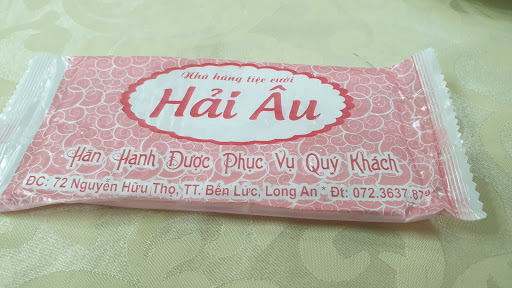 Nhà hàng tiệc cưới
Hải Âu
Hân Hạnh Được Phục Vụ Quý Khách
ĐC: 72 Nguyễn Hữu Thọ, TT. Bến Lức, Long An * Đt: 072.3637.879